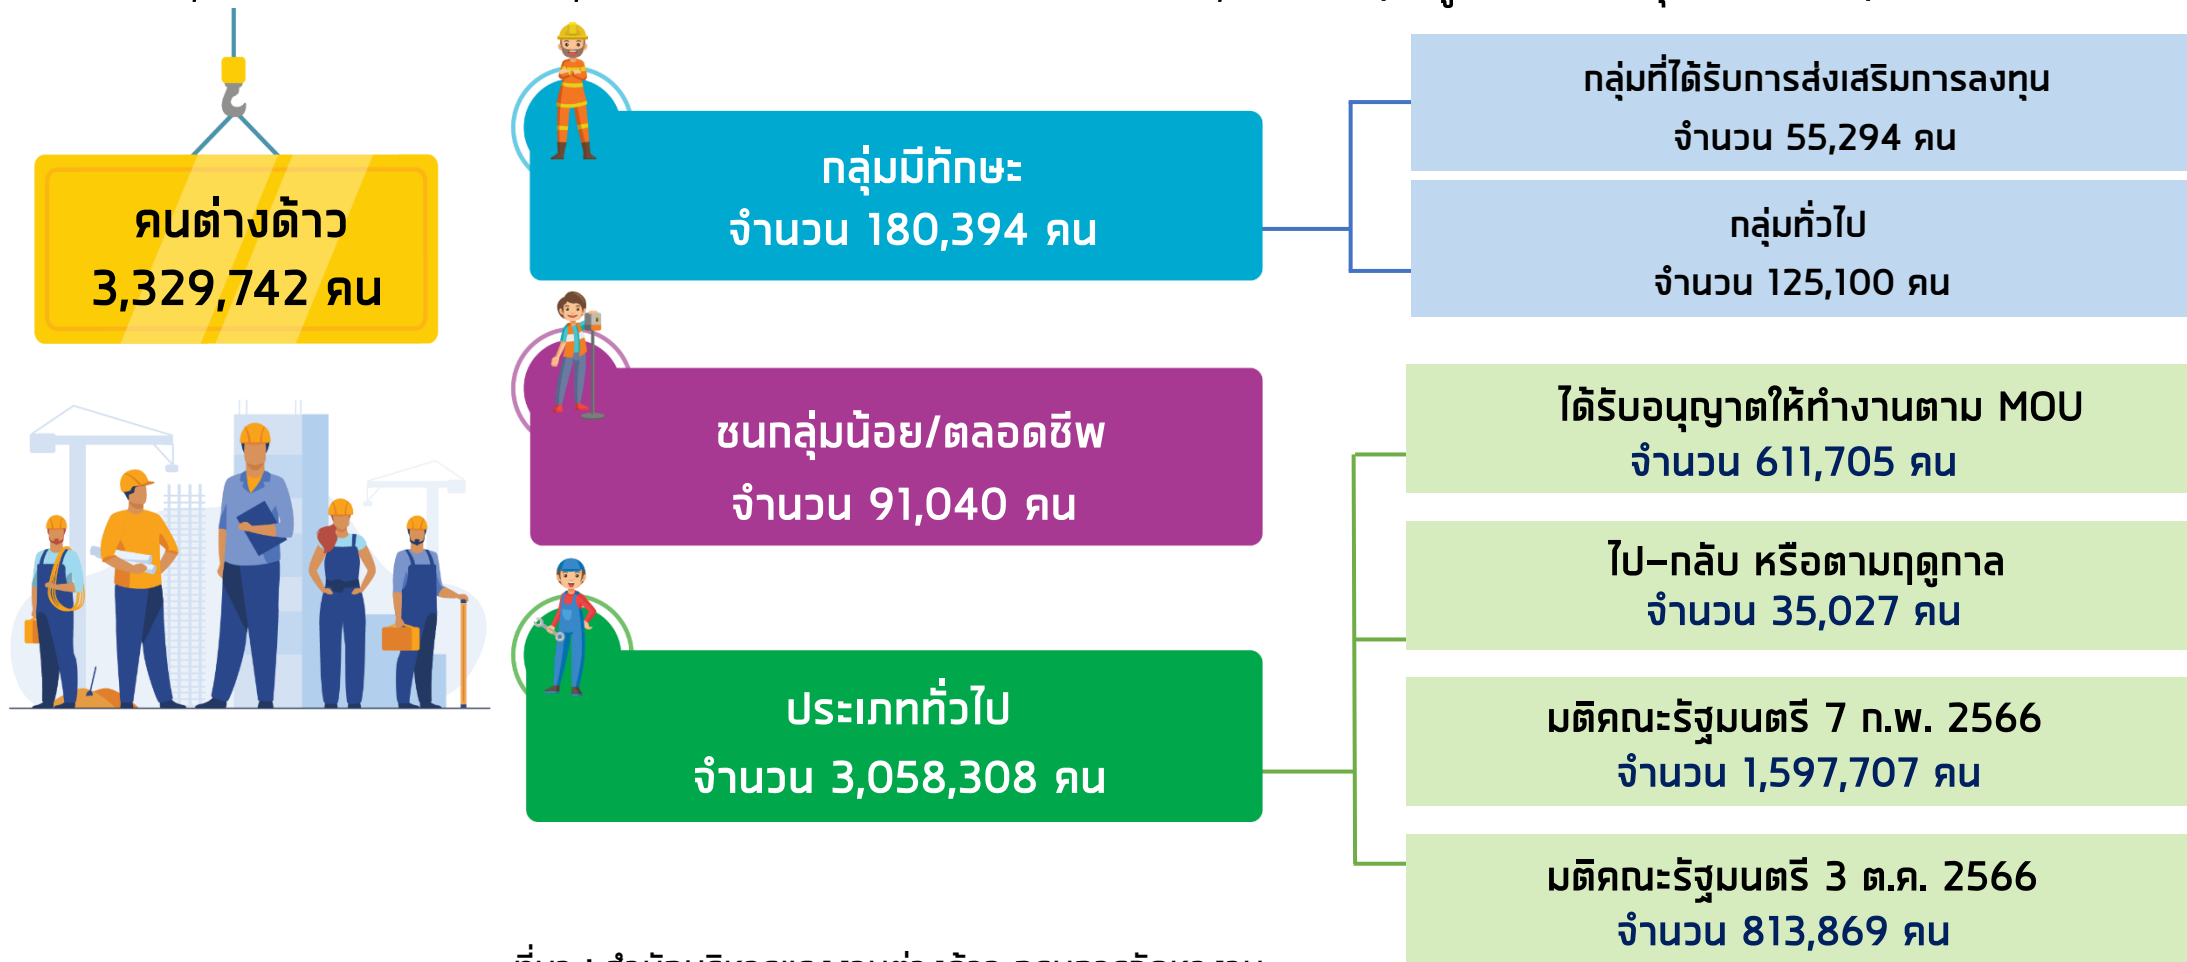 คนต่างด้าว
3,329,742 คน
กลุ่มมีทักษะ
จำนวน 180,394 คน
กลุ่มที่ได้รับการส่งเสริมการลงทุน
จำนวน 55,294 คน
กลุ่มทั่วไป
จำนวน 125,100 คน
ชนกลุ่มน้อย/ตลอดชีพ
จำนวน 91,040 คน
ประเภททั่วไป
จำนวน 3,058,308 คน
ได้รับอนุญาตให้ทำงานตาม MOU
จำนวน 611,705 คน
ไป-กลับ หรือตามฤดูกาล
จำนวน 35,027 คน
มติคณะรัฐมนตรี 7 ก.พ. 2566
จำนวน 1,597,707 คน
มติคณะรัฐมนตรี 3 ต.ค. 2566
จำนวน 813,869 คน